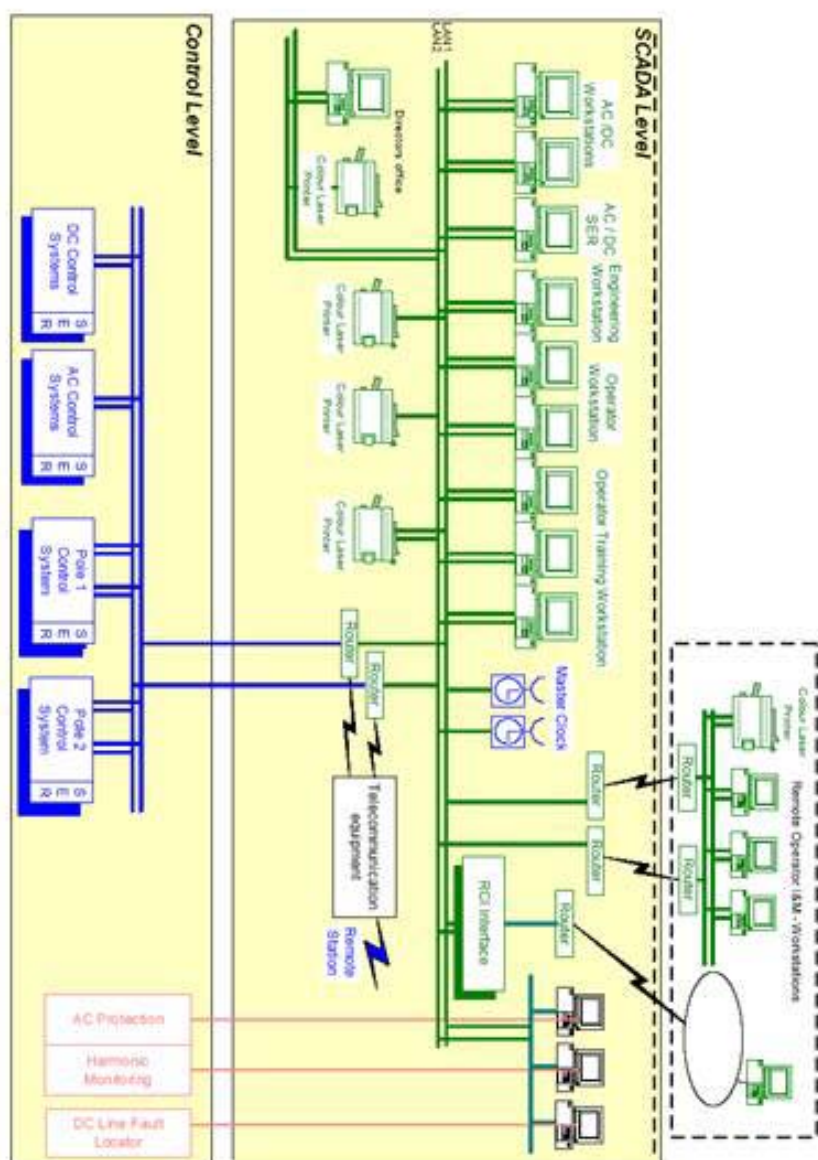 Colour Laser
Printer
Remote Operator I&M - Workstations
Router
Router
SCADA Level
AC /DC
Workstations
AC / DC
SER
Engineering
Workstation
Operator
Workstation
Operator Training Workstation
Master Clock
Router
Router
Router
RCI Interface
LAN1
LAN2
Directors office
Colour Laser
Printer
Colour Laser
Printer
Colour Laser
Printer
Colour Laser
Printer
Router
Router
Telecommunication
equipment
Remote
Station
Control Level
DC Control
Systems
S
E
R
AC Control
Systems
S
E
R
Pole 1
Control
System
S
E
R
Pole 2
Control
System
S
E
R
AC Protection
Harmonic
Monitoring
DC Line Fault
Locator